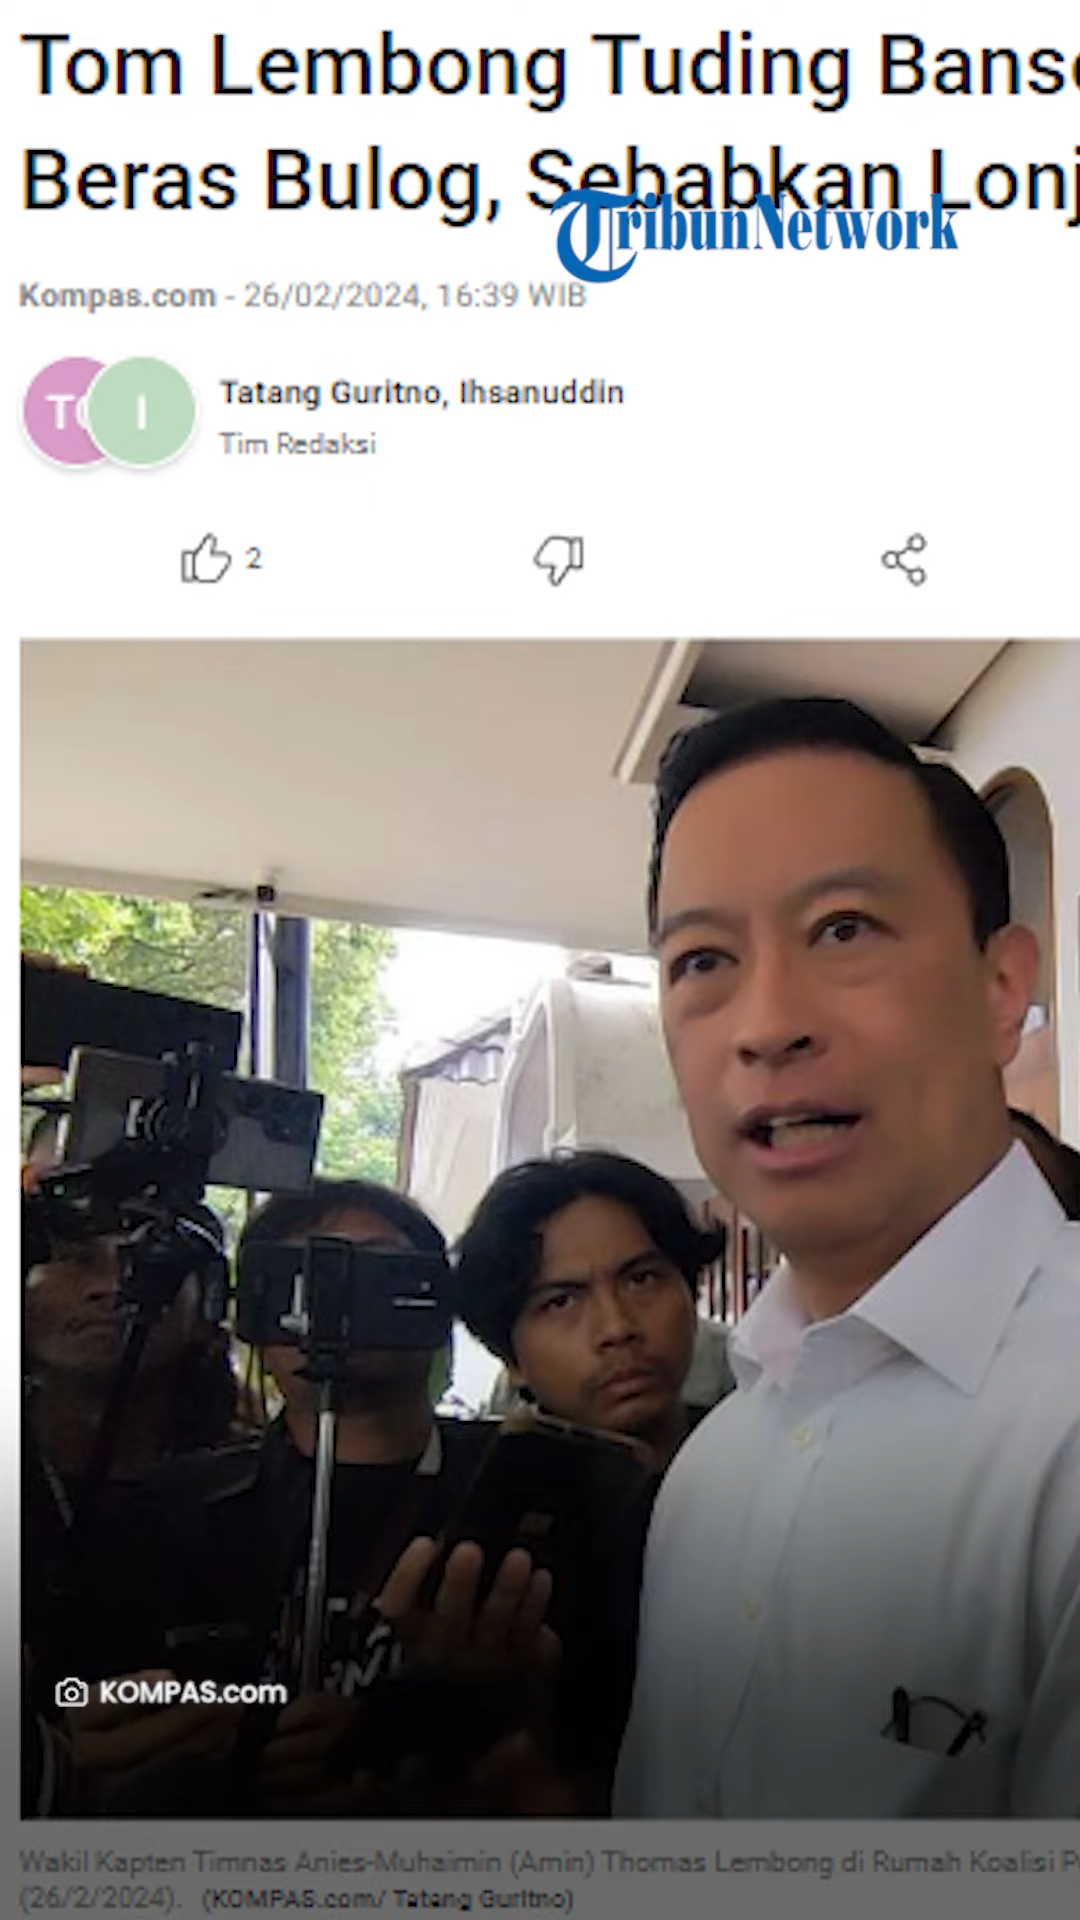 Tom Lembong Tuding Banso
Beras Bulog, Sebabkan Lonj
TribunNetwork
Kompas.com - 26/02/2024, 16:39 WIB
TG I
Tatang Guritno, Ihsanuddin
Tim Redaksi
2
KOMPAS.com
Wakil Kapten Timnas Anies-Muhaimin (Amin) Thomas Lembong di Rumah Koalisi P
(26/2/2024). (KOMPAS.com/ Tatang Guritno)